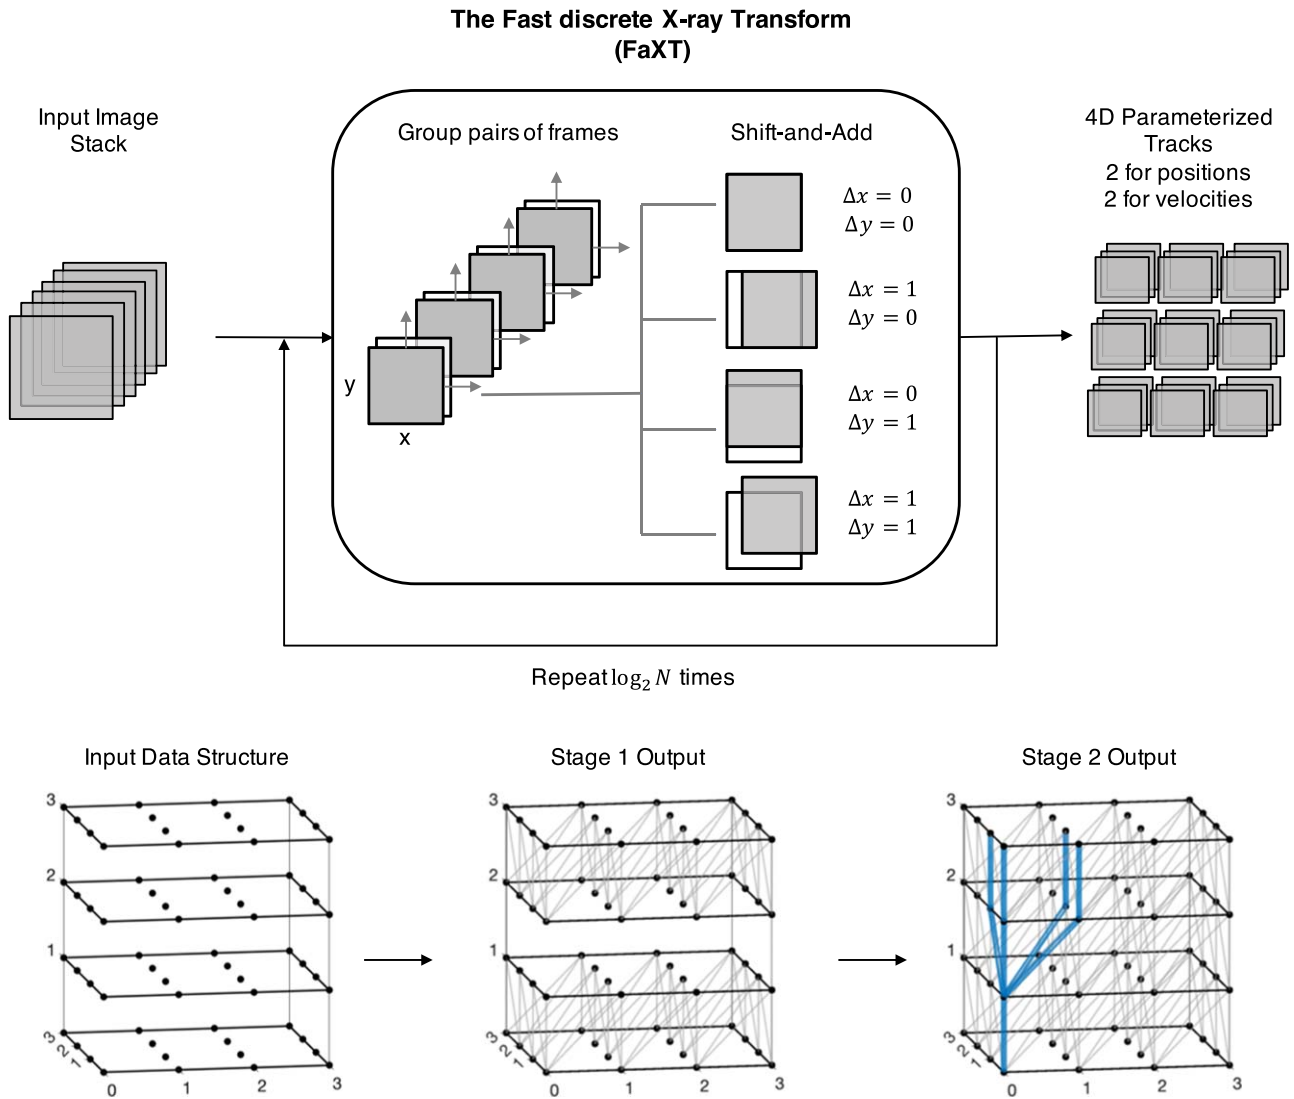 The Fast discrete X-ray Transform
(FaXT)
Input Image
Stack
Group pairs of frames
Shift-and-Add
4D Parameterized
Tracks
2 for positions
2 for velocities
Δx = 0
Δy = 0
Δx = 1
Δy = 0
Δx = 0
Δy = 1
Δx = 1
Δy = 1
y
x
Repeat log₂ N times
Input Data Structure
Stage 1 Output
Stage 2 Output
3
2
1
3
2
1
0
1
2
3
3
2
1
3
2
1
0
1
2
3
3
2
1
3
2
1
0
1
2
3